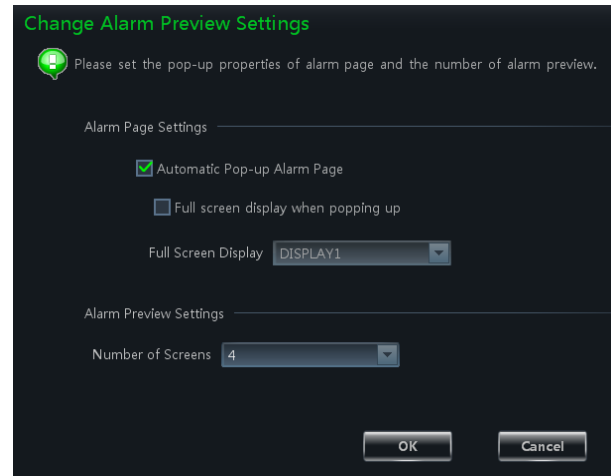 Change Alarm Preview Settings
Please set the pop-up properties of alarm page and the number of alarm preview.
Alarm Page Settings
Automatic Pop-up Alarm Page
Full screen display when popping up
Full Screen Display DISPLAY1
Alarm Preview Settings
Number of Screens 4
OK Cancel